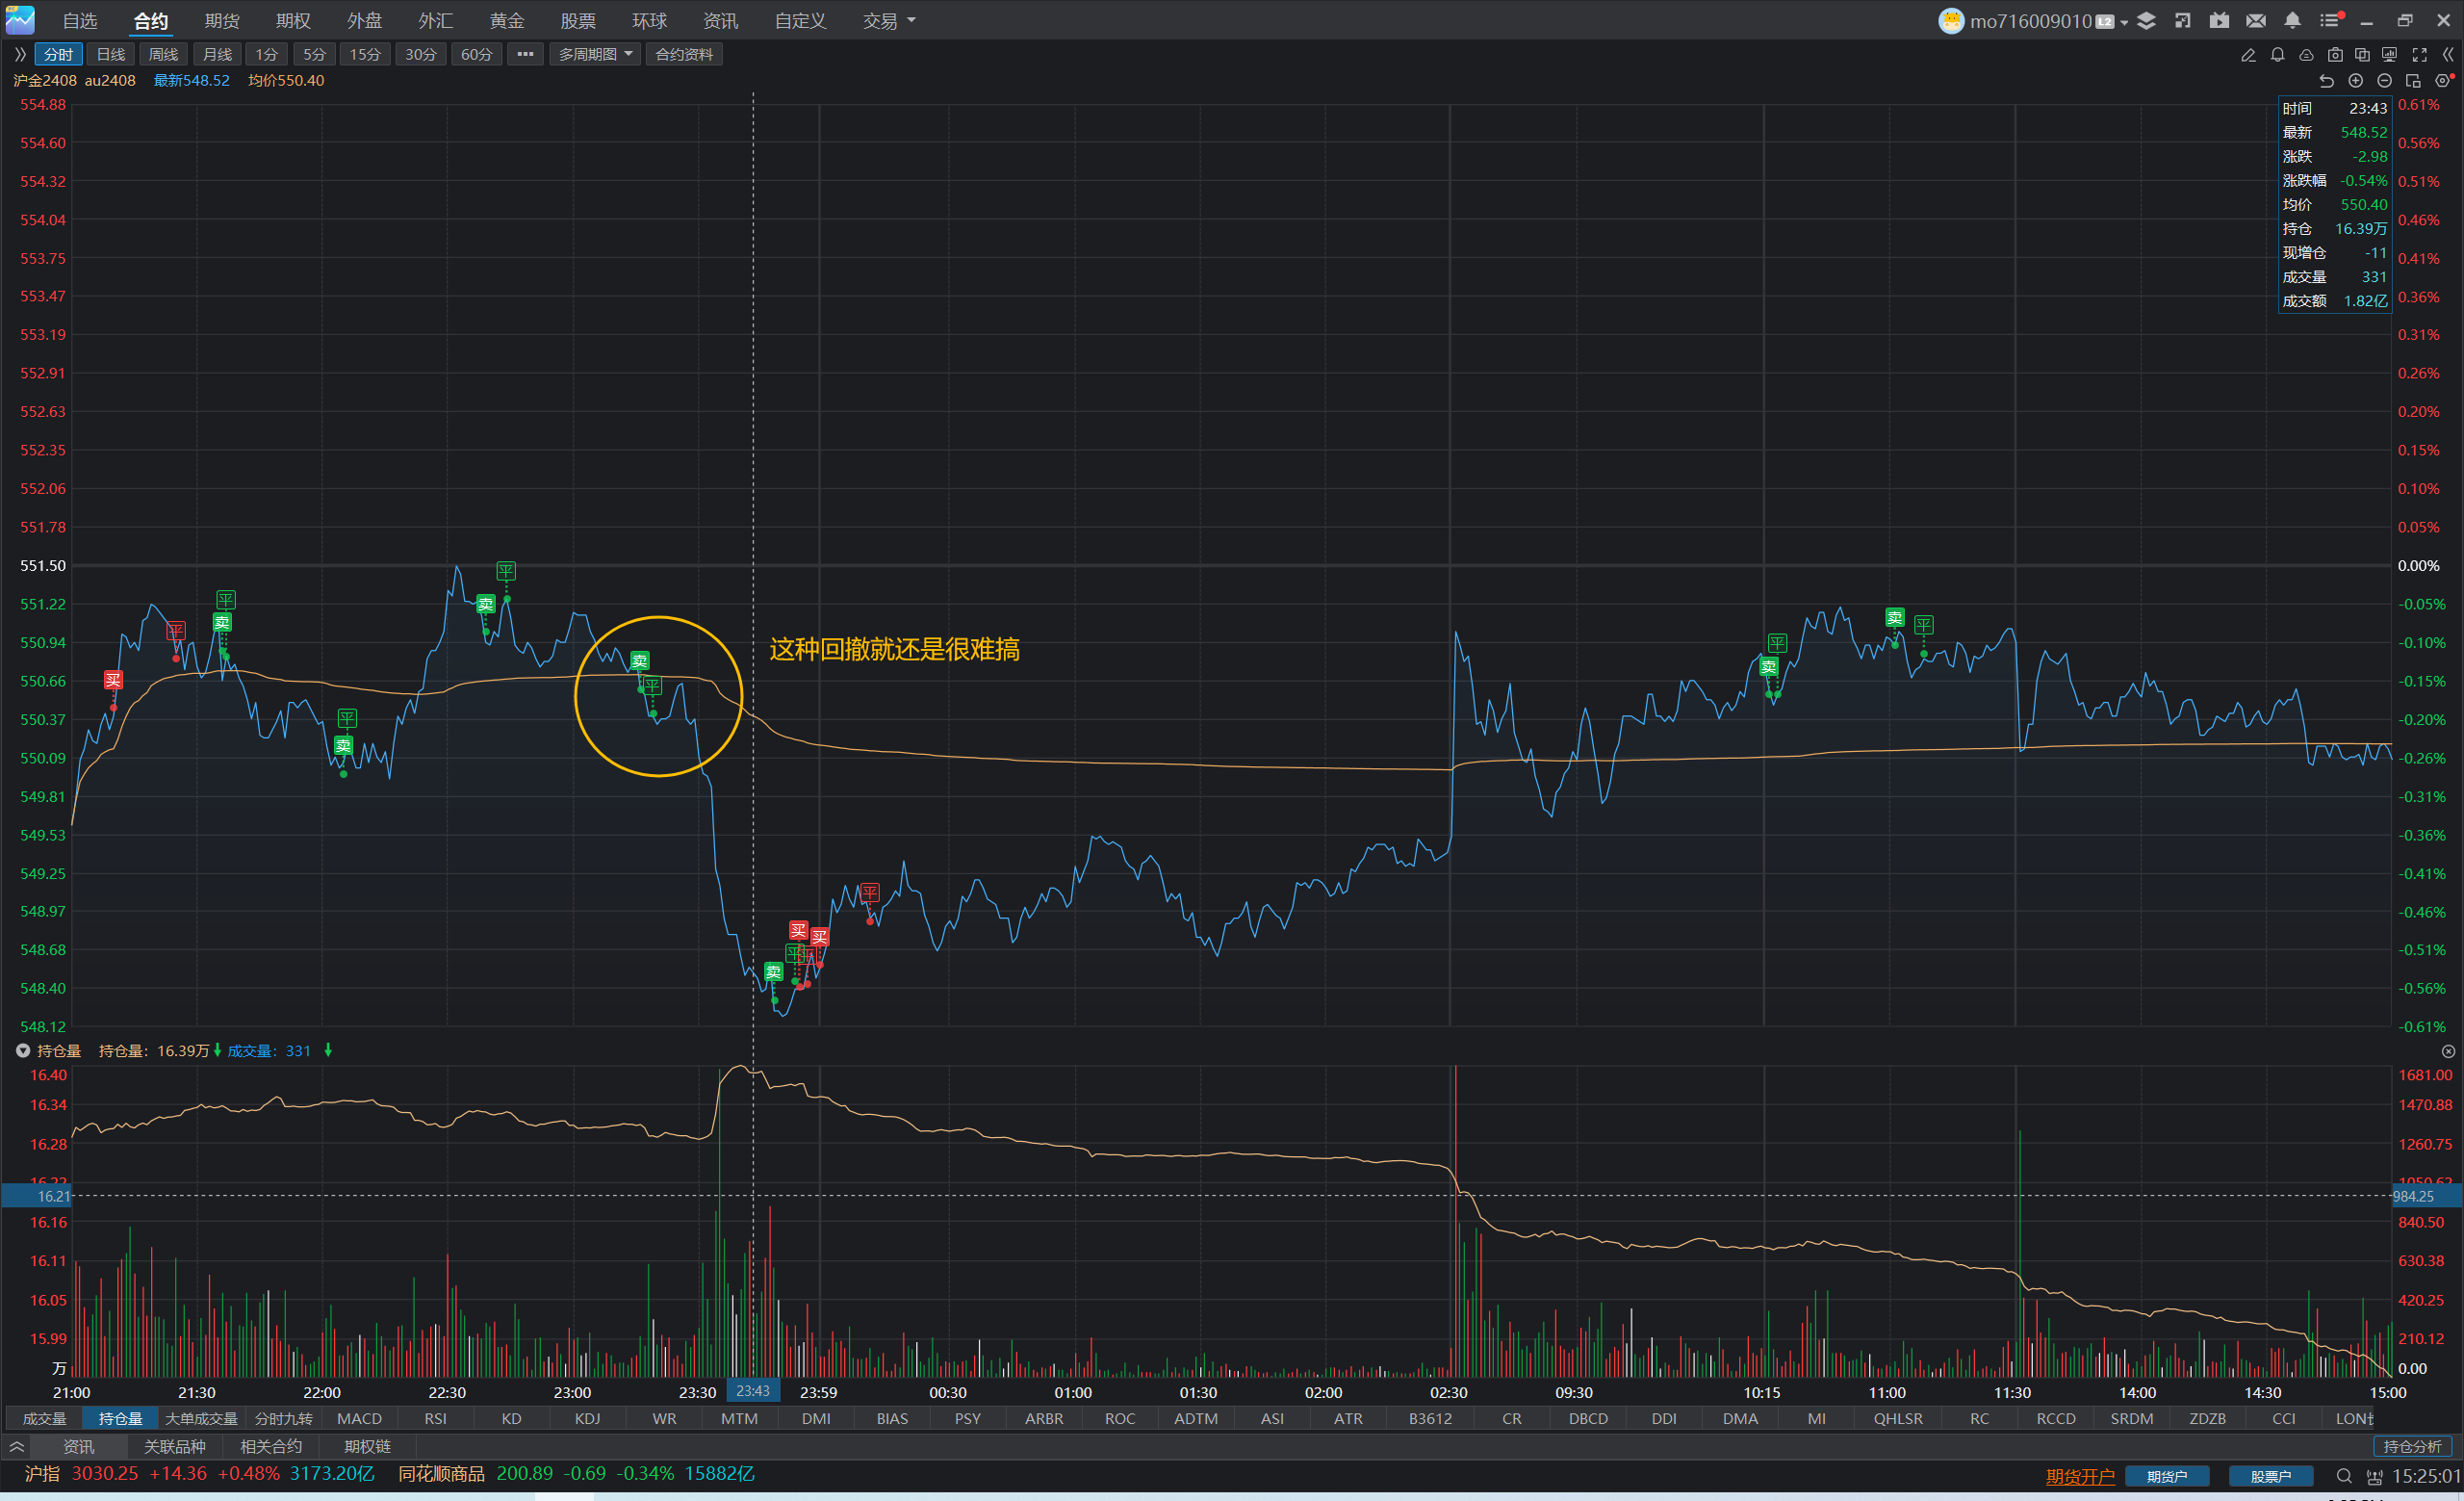 自选 合约 期货 期权 外盘 外汇 黄金 股票 环球 资讯 自定义 交易 mo716009010 L2
分时 日线 周线 月线 1分 5分 15分 30分 60分 ••• 多周期图 合约资料
沪金2408 au2408 最新548.52 均价550.40
554.88 0.61%
554.60 0.56%
554.32 0.51%
554.04 0.46%
553.75 0.41%
553.47 0.36%
553.19 0.31%
552.91 0.26%
552.63 0.20%
552.35 0.15%
552.06 0.10%
551.78 0.05%
551.50 0.00%
551.22 -0.05%
550.94 -0.10%
550.66 -0.15%
550.37 -0.20%
550.09 -0.26%
549.81 -0.31%
549.53 -0.36%
549.25 -0.41%
548.97 -0.46%
548.68 -0.51%
548.40 -0.56%
548.12 -0.61%
时间 23:43
最新 548.52
涨跌 -2.98
涨跌幅 -0.54%
均价 550.40
持仓 16.39万
现增仓 -11
成交量 331
成交额 1.82亿
买
平
平
卖
平
卖
卖
平
卖
平
这种回撤就还是很难搞
卖
平
买
平
买
平
平
卖
平
卖
持仓量 持仓量：16.39万 成交量：331
16.40 1681.00
16.34 1470.88
16.28 1260.75
16.22 1050.62
16.21 984.25
16.16 840.50
16.11 630.38
16.05 420.25
15.99 210.12
万 0.00
21:00 21:30 22:00 22:30 23:00 23:30 23:43 23:59 00:30 01:00 01:30 02:00 02:30 09:30 10:15 11:00 11:30 14:00 14:30 15:00
成交量 持仓量 大单成交量 分时九转 MACD RSI KD KDJ WR MTM DMI BIAS PSY ARBR ROC ADTM ASI ATR B3612 CR DBCD DDI DMA MI QHLSR RC RCCD SRDM ZDZB CCI
资讯 关联品种 相关合约 期权链 持仓分析
沪指 3030.25 +14.36 +0.48% 3173.20亿 同花顺商品 200.89 -0.69 -0.34% 15882亿 期货开户 期货户 股票户 15:25:01